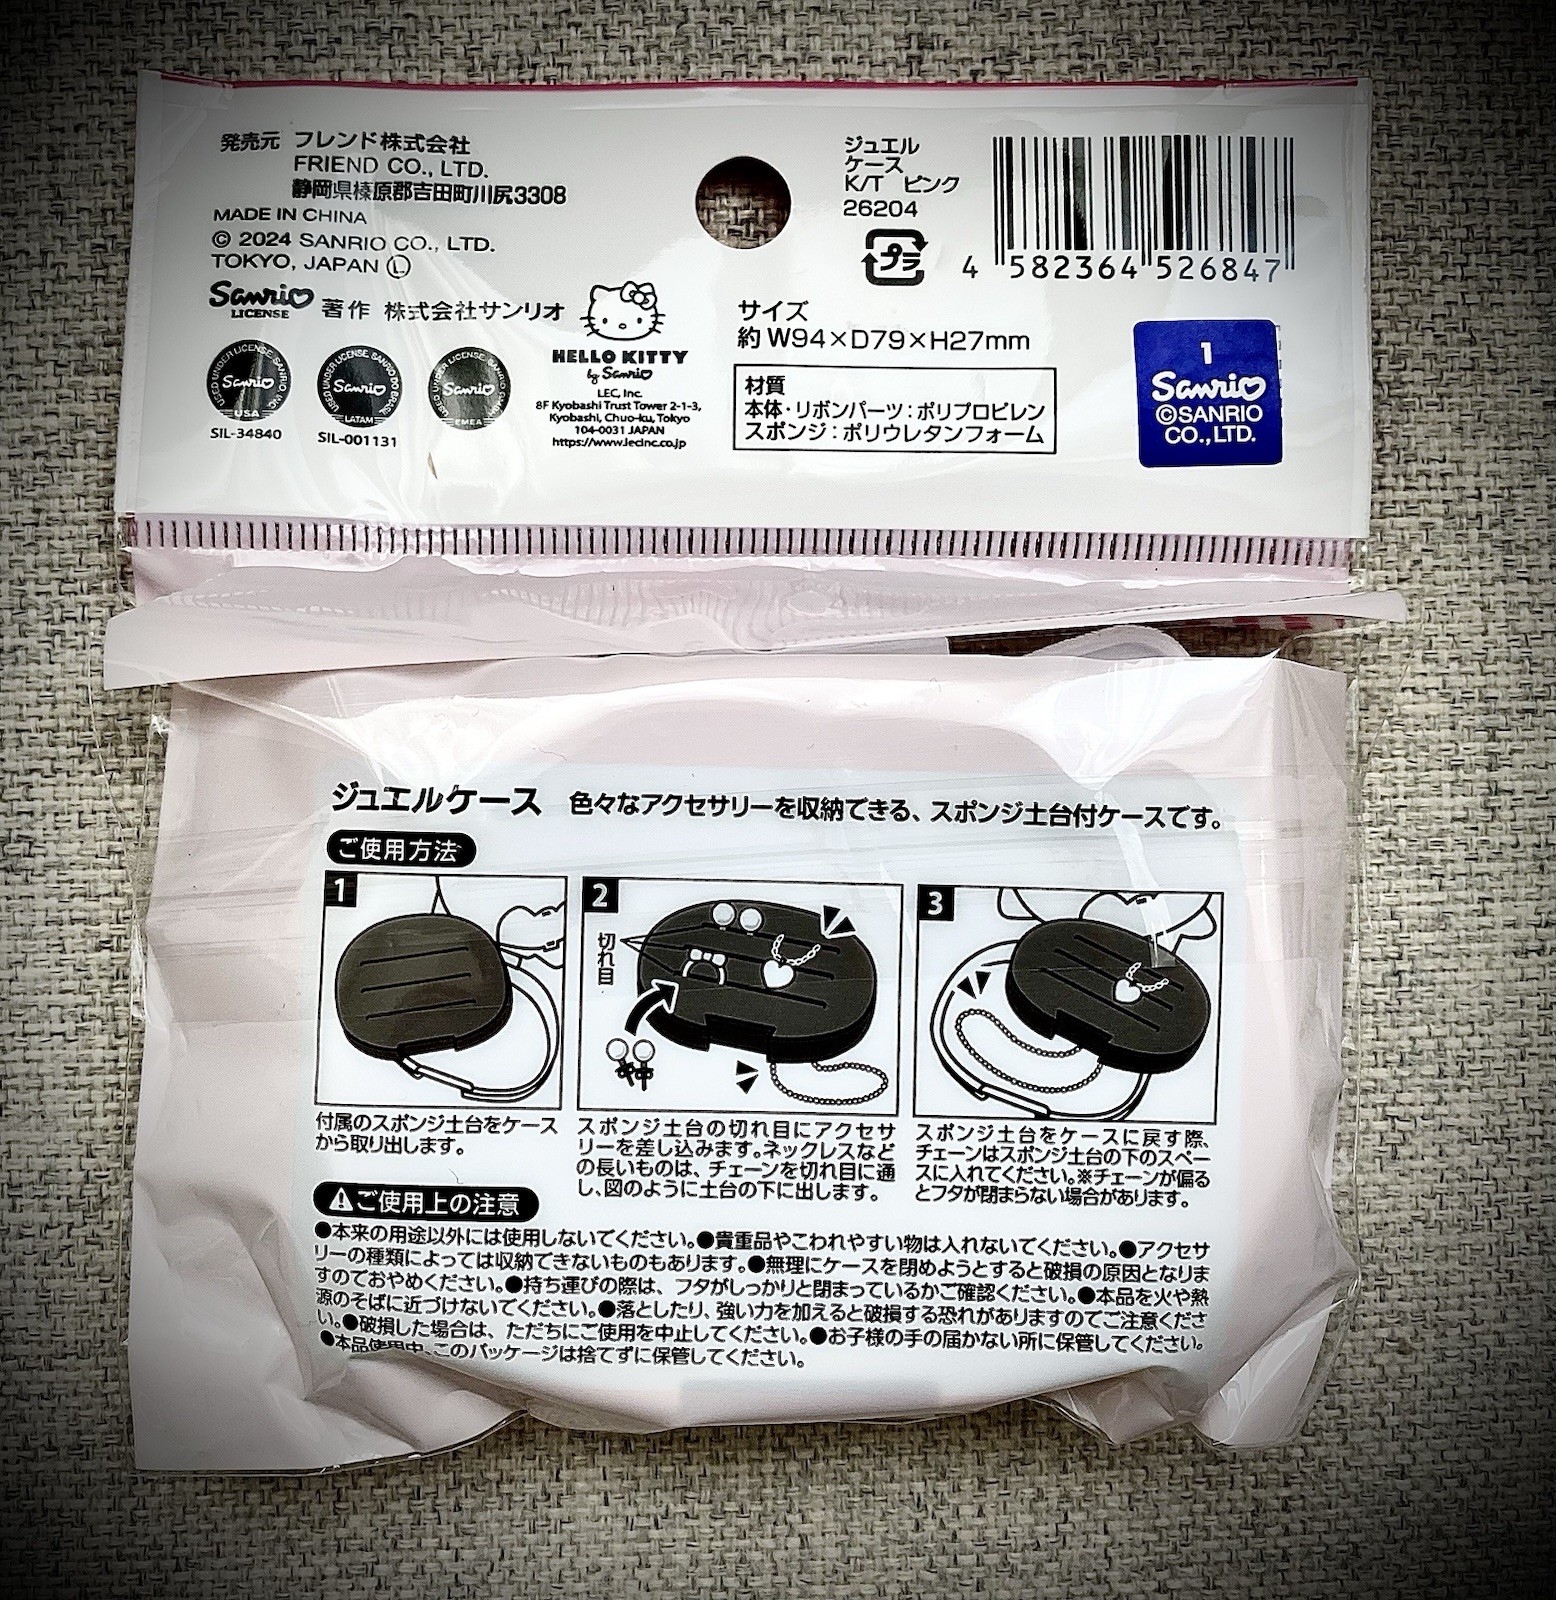 発売元 フレンド株式会社
FRIEND CO., LTD.
静岡県榛原郡吉田町川尻3308
MADE IN CHINA
© 2024 SANRIO CO., LTD.
TOKYO, JAPAN Ⓛ
Sanrio
LICENSE
著作 株式会社サンリオ
USED UNDER LICENSE SANRIO INC.
Sanrio
USA
SIL-34840
USED UNDER LICENSE SANRIO DO BRASIL
Sanrio
LATAM
SIL-001131
USED UNDER LICENSE SANRIO
Sanrio
EMEA
HELLO KITTY
by Sanrio
LEC, Inc.
8F Kyobashi Trust Tower 2-1-3,
Kyobashi, Chuo-ku, Tokyo
104-0031 JAPAN
https://www.lecinc.co.jp
ジュエル
ケース
K/T ピンク
26204
プラ
4 582364 526847
サイズ
約 W94×D79×H27mm
材質
本体・リボンパーツ:ポリプロピレン
スポンジ:ポリウレタンフォーム
1
Sanrio
©SANRIO
CO.,LTD.
ジュエルケース 色々なアクセサリーを収納できる、スポンジ土台付ケースです。
ご使用方法
1
付属のスポンジ土台をケース
から取り出します。
2
切れ目
スポンジ土台の切れ目にアクセサ
リーを差し込みます。ネックレスなど
の長いものは、チェーンを切れ目に通
し、図のように土台の下に出します。
3
スポンジ土台をケースに戻す際、
チェーンはスポンジ土台の下のスペー
スに入れてください。※チェーンが偏る
とフタが閉まらない場合があります。
⚠ご使用上の注意
●本来の用途以外には使用しないでください。●貴重品やこわれやすい物は入れないでください。●アクセサ
リーの種類によっては収納できないものもあります。●無理にケースを閉めようとすると破損の原因となりま
すのでおやめください。●持ち運びの際は、フタがしっかりと閉まっているかご確認ください。●本品を火や熱
源のそばに近づけないでください。●落としたり、強い力を加えると破損する恐れがありますのでご注意くださ
い。●破損した場合は、ただちにご使用を中止してください。●お子様の手の届かない所に保管してください。
●本品使用中、このパッケージは捨てずに保管してください。